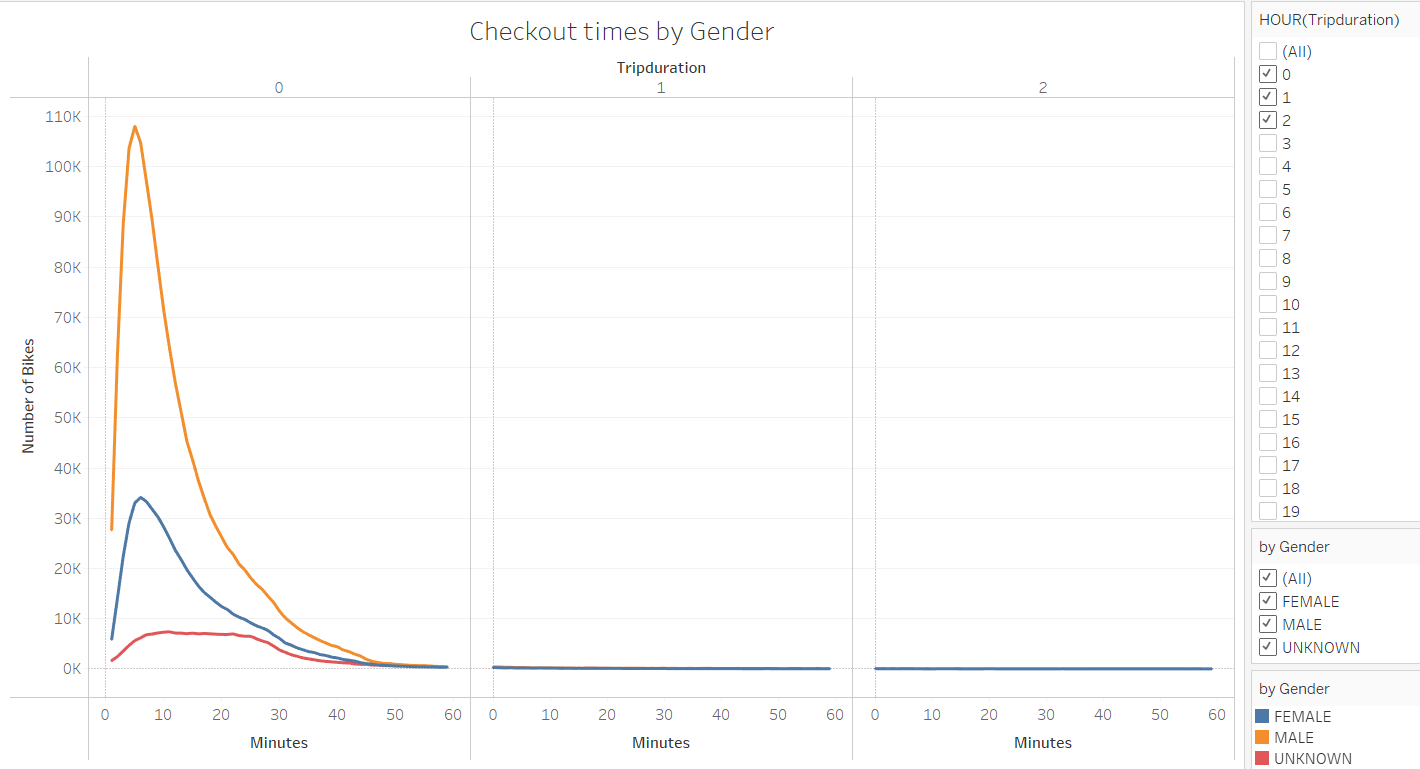 Checkout times by Gender
Tripduration
0 1 2
Number of Bikes
110K
100K
90K
80K
70K
60K
50K
40K
30K
20K
10K
0K
0 10 20 30 40 50 60 0 10 20 30 40 50 60 0 10 20 30 40 50 60
Minutes Minutes Minutes
HOUR(Tripduration)
(All)
0
1
2
3
4
5
6
7
8
9
10
11
12
13
14
15
16
17
18
19
by Gender
(All)
FEMALE
MALE
UNKNOWN
by Gender
FEMALE
MALE
UNKNOWN